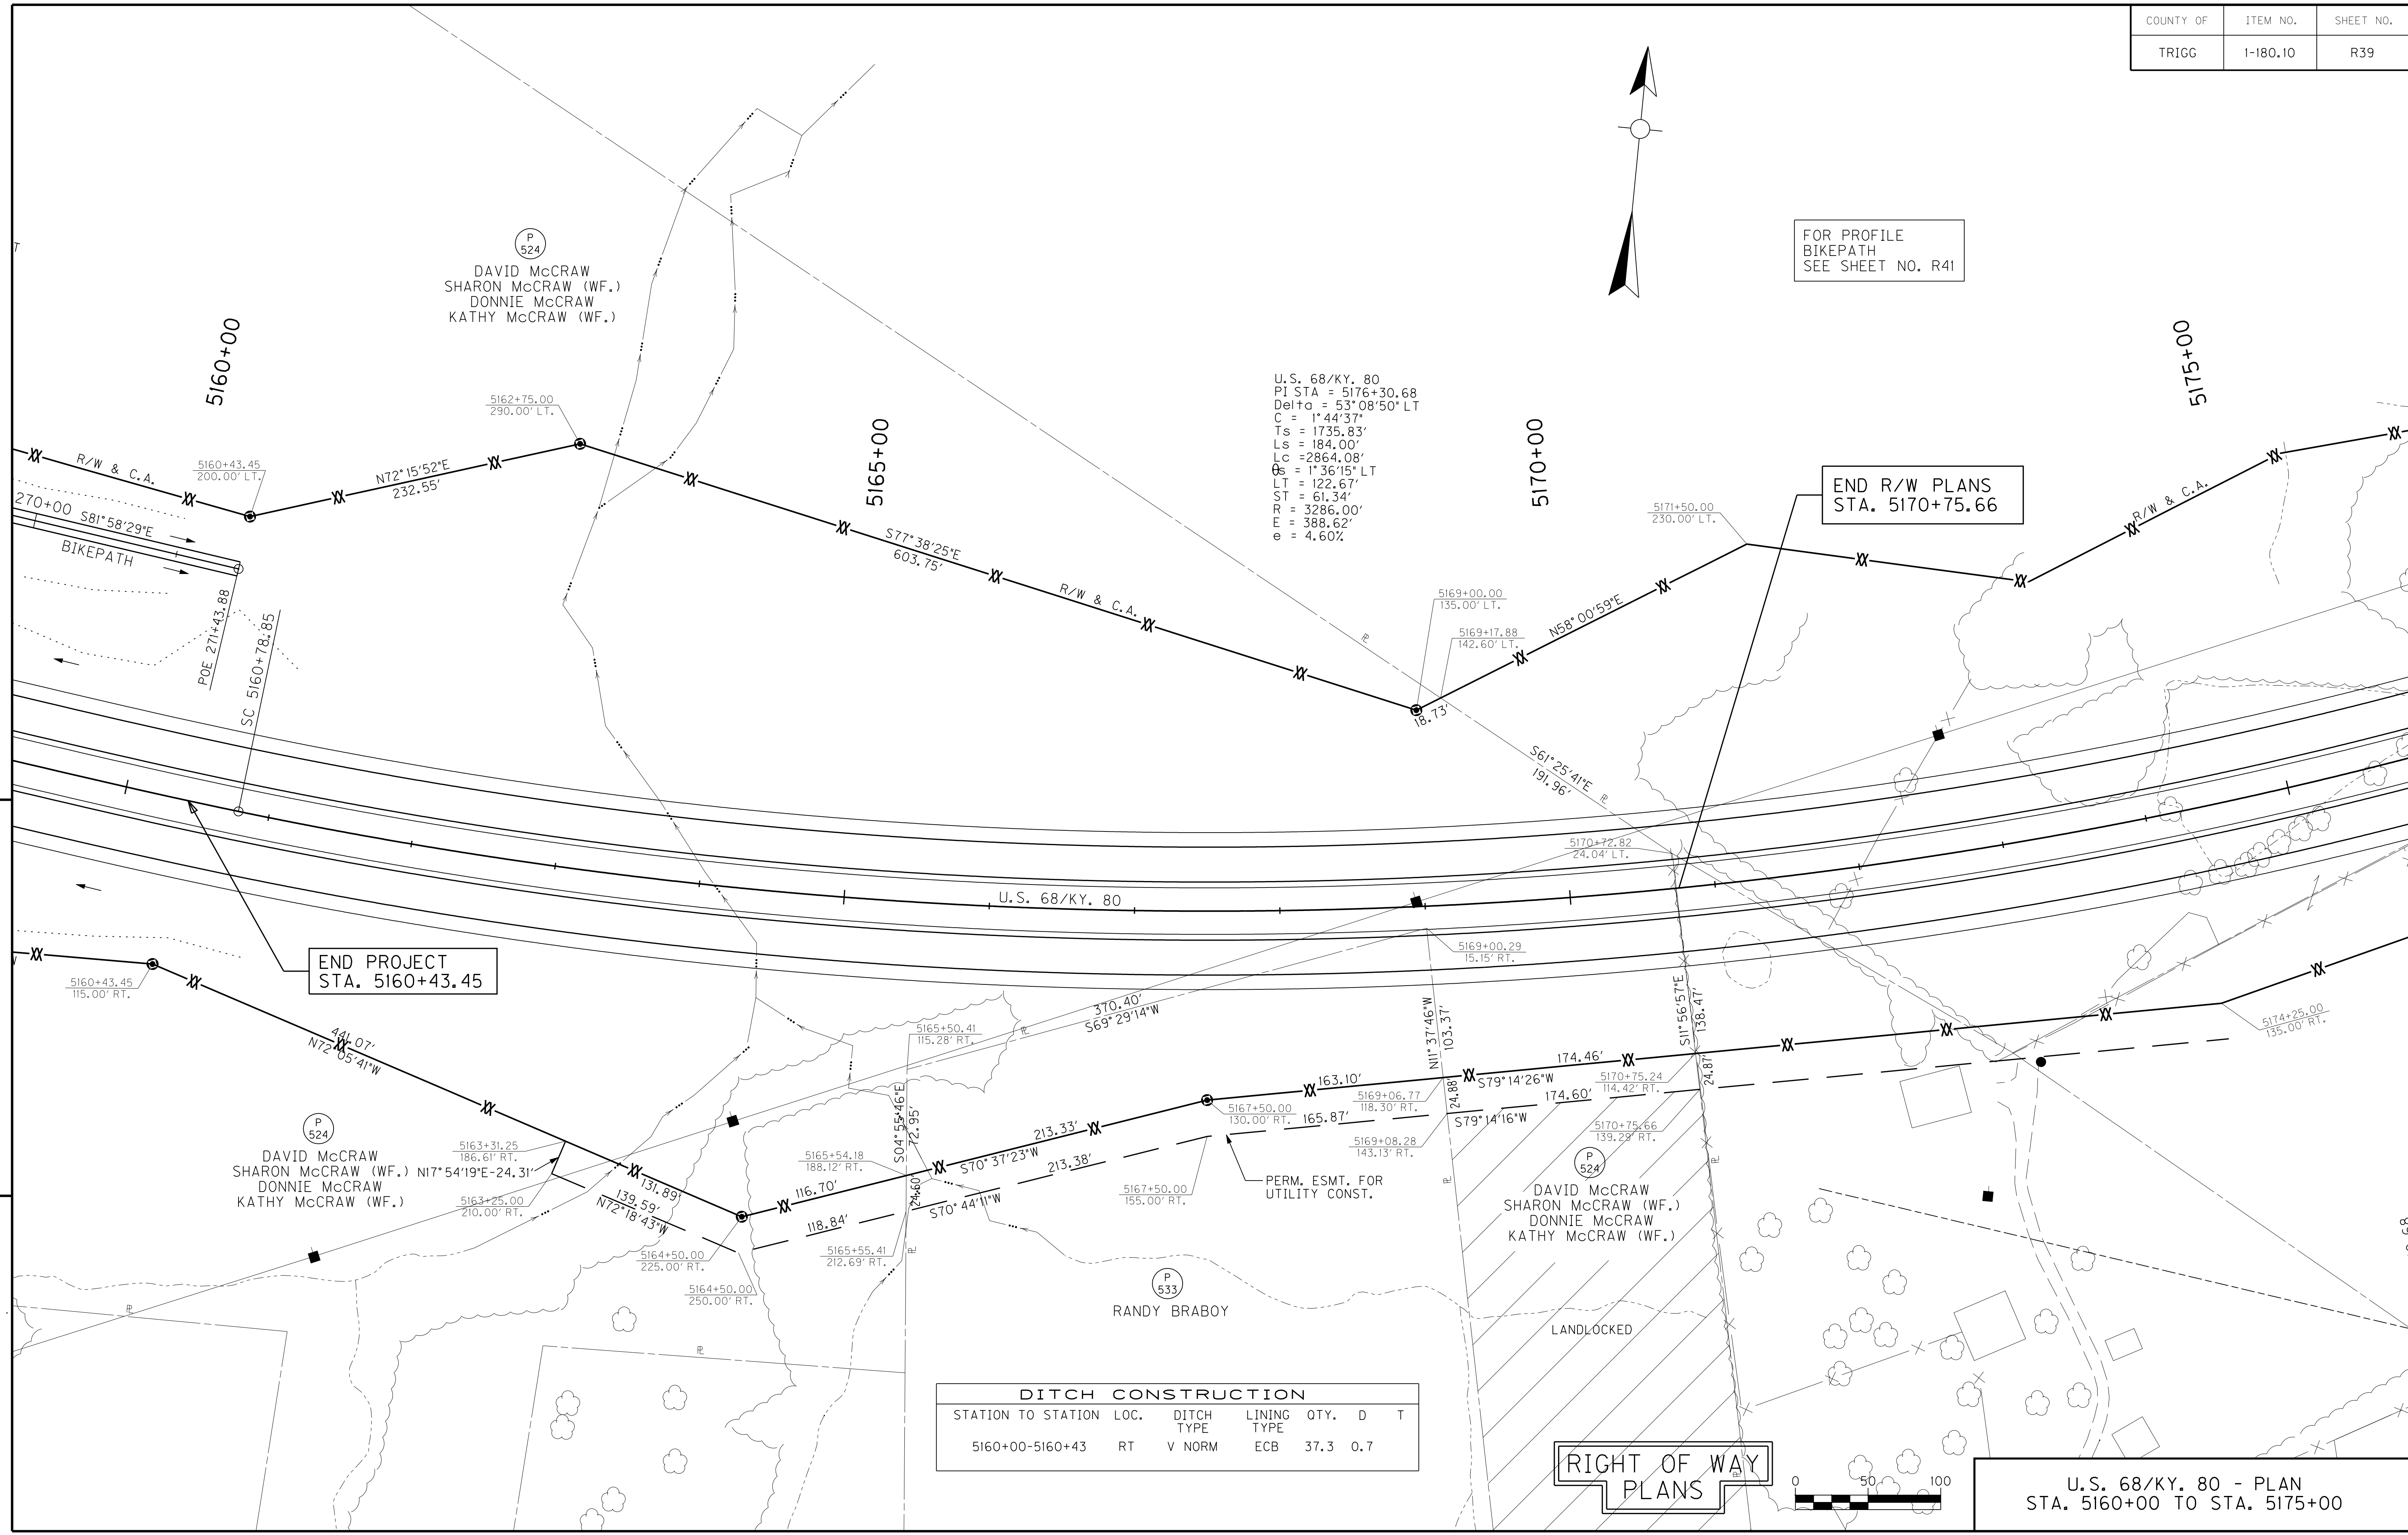 COUNTY OF ITEM NO. SHEET NO.
TRIGG 1-180.10 R39
FOR PROFILE
BIKEPATH
SEE SHEET NO. R41
P
524
DAVID McCRAW
SHARON McCRAW (WF.)
DONNIE McCRAW
KATHY McCRAW (WF.)
5160+00
5165+00
5170+00
5175+00
U.S. 68/KY. 80
PI STA = 5176+30.68
Delta = 53°08'50" LT
C = 1°44'37"
Ts = 1735.83'
Ls = 184.00'
Lc =2864.08'
θs = 1°36'15" LT
LT = 122.67'
ST = 61.34'
R = 3286.00'
E = 388.62'
e = 4.60%
5162+75.00
290.00' LT.
R/W & C.A.
5160+43.45
200.00' LT.
N72°15'52"E
232.55'
270+00 S81°58'29"E
BIKEPATH
POE 271+43.88
SC 5160+78.85
S77°38'25"E
603.75'
R/W & C.A.
END R/W PLANS
STA. 5170+75.66
5171+50.00
230.00' LT.
R/W & C.A.
5169+00.00
135.00' LT.
5169+17.88
142.60' LT.
N58°00'59"E
18.73'
℄
S61°25'41"E
191.96'
5170+72.82
24.04' LT.
U.S. 68/KY. 80
END PROJECT
STA. 5160+43.45
5160+43.45
115.00' RT.
5169+00.29
15.15' RT.
370.40'
S69°29'14"W
N11°37'46"W
103.37'
S11°56'57"E
138.47'
5165+50.41
115.28' RT.
441.07'
N72°05'41"W
S04°55'46"E
72.95'
5174+25.00
135.00' RT.
163.10'
174.46'
S79°14'26"W
5170+75.24
114.42' RT.
24.87'
24.88'
5169+06.77
118.30' RT.
174.60'
S79°14'16"W
5167+50.00
130.00' RT.
165.87'
213.33'
S70°37'23"W
213.38'
5169+08.28
143.13' RT.
5170+75.66
139.29' RT.
P
524
DAVID McCRAW
SHARON McCRAW (WF.)
DONNIE McCRAW
KATHY McCRAW (WF.)
5163+31.25
186.61' RT.
N17°54'19"E-24.31'
5163+25.00
210.00' RT.
131.89'
139.59'
N72°18'43"W
5165+54.18
188.12' RT.
116.70'
24.60'
118.84'
S70°44'11"W
5167+50.00
155.00' RT.
PERM. ESMT. FOR
UTILITY CONST.
P
524
DAVID McCRAW
SHARON McCRAW (WF.)
DONNIE McCRAW
KATHY McCRAW (WF.)
5164+50.00
225.00' RT.
5165+55.41
212.69' RT.
5164+50.00
250.00' RT.
P
533
RANDY BRABOY
LANDLOCKED
DITCH CONSTRUCTION
STATION TO STATION LOC. DITCH TYPE LINING TYPE QTY. D T
5160+00-5160+43 RT V NORM ECB 37.3 0.7
RIGHT OF WAY
PLANS
0 50 100
U.S. 68/KY. 80 - PLAN
STA. 5160+00 TO STA. 5175+00